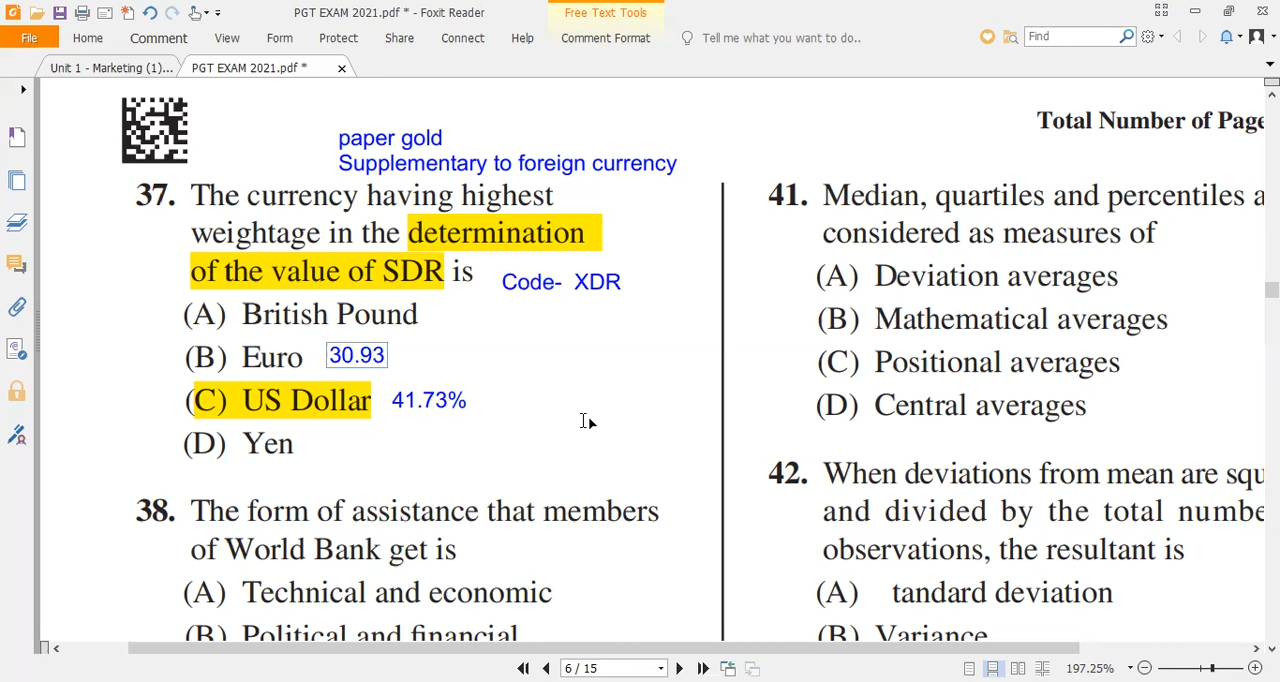 PGT EXAM 2021.pdf * - Foxit Reader
Free Text Tools
File
Home
Comment
View
Form
Protect
Share
Connect
Help
Comment Format
Tell me what you want to do..
Find
Unit 1 - Marketing (1)...
PGT EXAM 2021.pdf *
Total Number of Page
paper gold
Supplementary to foreign currency
37. The currency having highest
weightage in the determination
of the value of SDR is
Code- XDR
(A) British Pound
(B) Euro 30.93
(C) US Dollar 41.73%
(D) Yen
38. The form of assistance that members
of World Bank get is
(A) Technical and economic
(B) Political and financial
41. Median, quartiles and percentiles a
considered as measures of
(A) Deviation averages
(B) Mathematical averages
(C) Positional averages
(D) Central averages
42. When deviations from mean are squ
and divided by the total numbe
observations, the resultant is
(A) tandard deviation
(B) Variance
6 / 15
197.25%